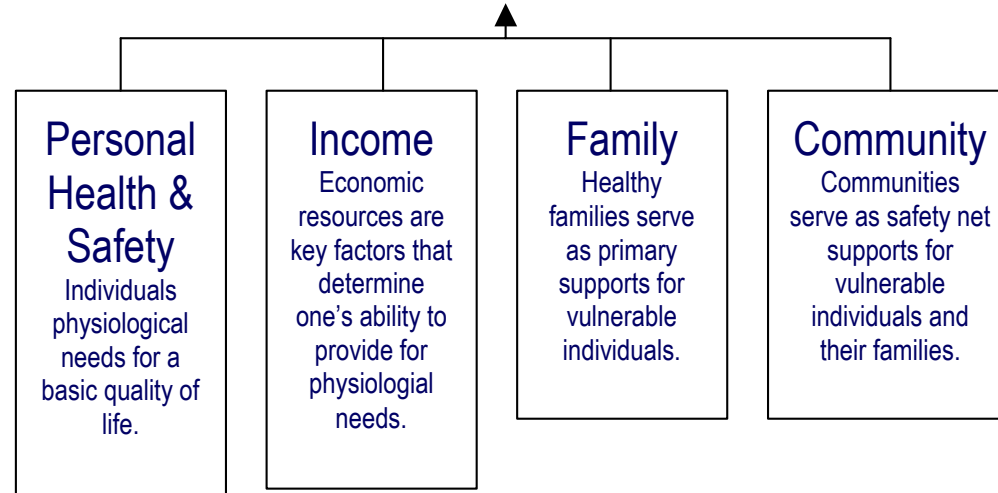 Personal
Health &
Safety
Individuals
physiological
needs for a
basic quality of
life.
Income
Economic
resources are
key factors that
determine
one’s ability to
provide for
physiologial
needs.
Family
Healthy
families serve
as primary
supports for
vulnerable
individuals.
Community
Communities
serve as safety net
supports for
vulnerable
individuals and
their families.